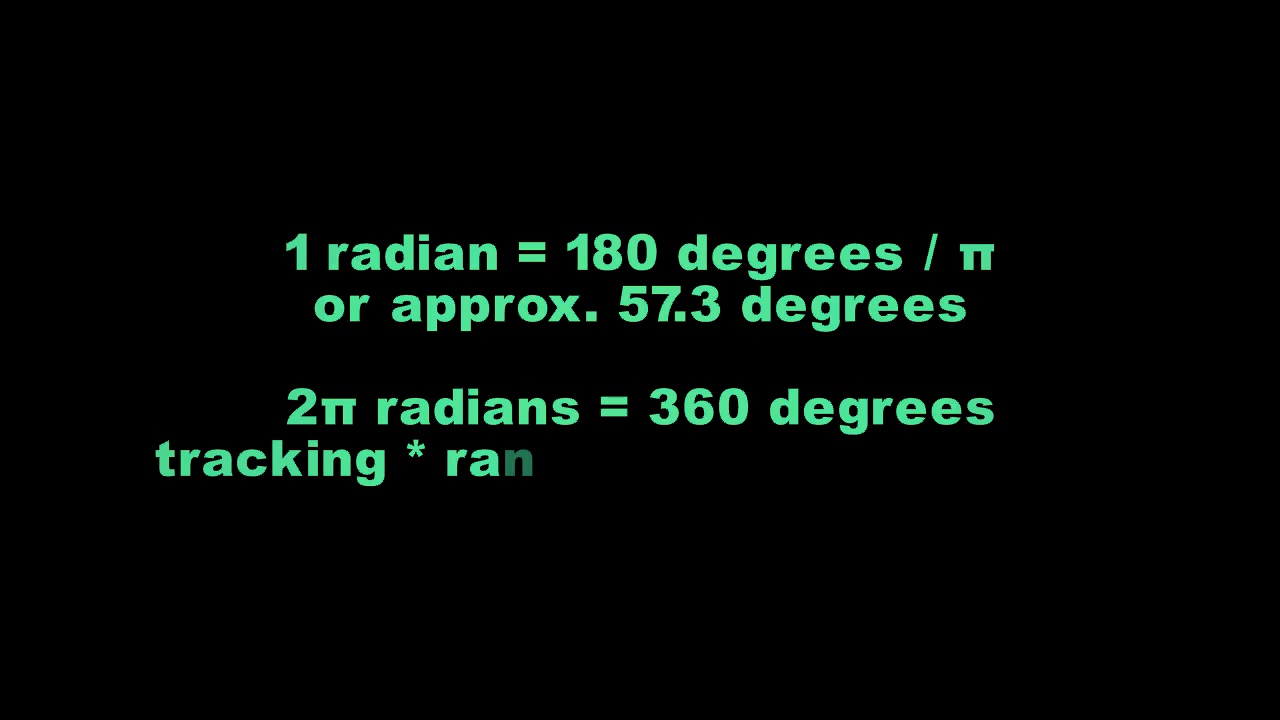 1 radian = 180 degrees / π
or approx. 57.3 degrees
2π radians = 360 degrees
tracking * ran